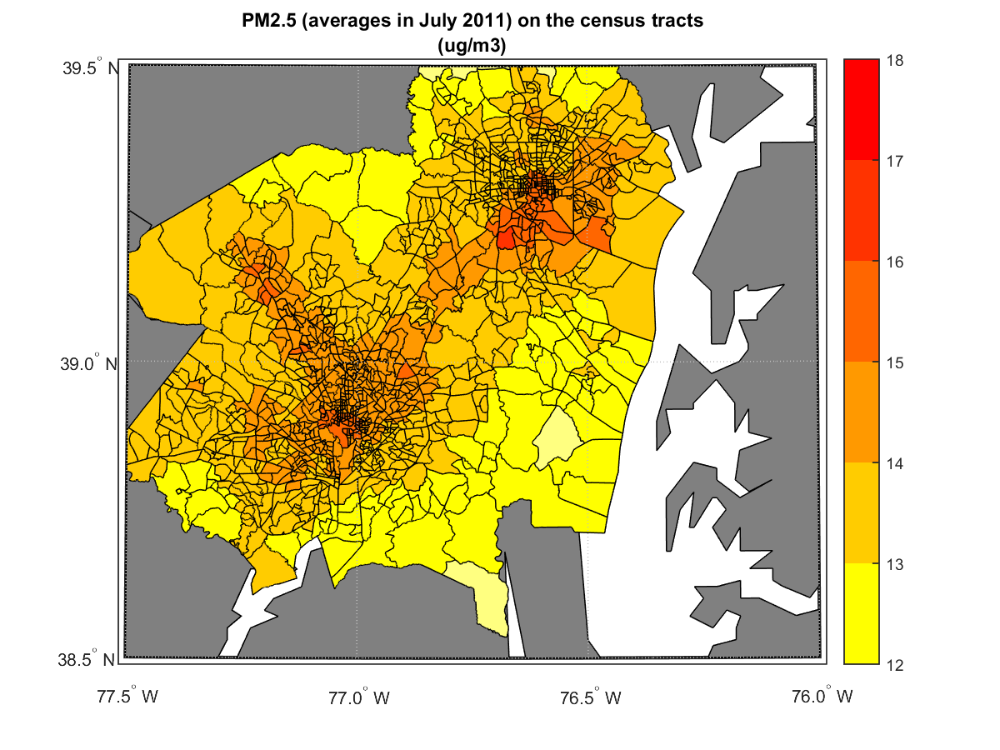 PM2.5 (averages in July 2011) on the census tracts
(ug/m3)
39.5° N
39.0° N
38.5° N
77.5° W
77.0° W
76.5° W
76.0° W
18
17
16
15
14
13
12